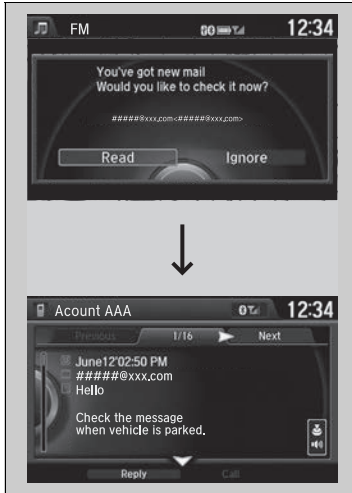 FM
12:34
You've got new mail
Would you like to check it now?
#####@xxx.com<#####@xxx.com>
Read Ignore
Acount AAA
12:34
Previous 1/16 Next
June12'02:50 PM
#####@xxx.com
Hello
Check the message
when vehicle is parked.
Reply Call